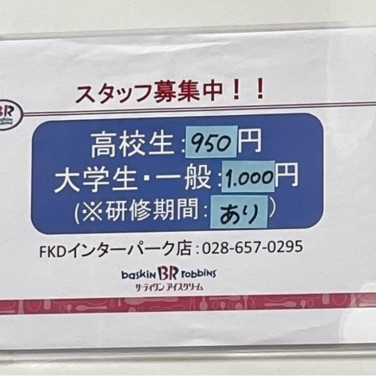 スタッフ募集中！！
BR
高校生：950円
大学生・一般：1.000円
(※研修期間：あり)
FKDインターパーク店：028-657-0295
baskin BR robbins
サーティワン アイスクリーム